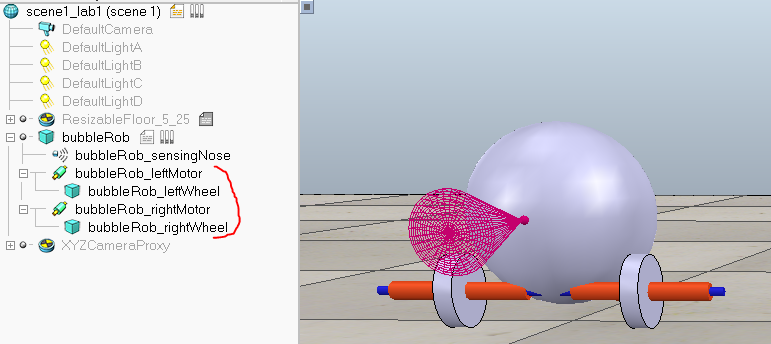 scene1_lab1 (scene 1)
DefaultCamera
DefaultLightA
DefaultLightB
DefaultLightC
DefaultLightD
ResizableFloor_5_25
bubbleRob
bubbleRob_sensingNose
bubbleRob_leftMotor
bubbleRob_leftWheel
bubbleRob_rightMotor
bubbleRob_rightWheel
XYZCameraProxy